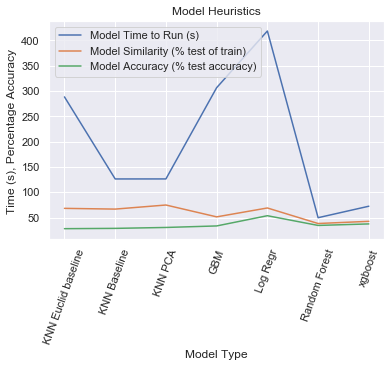 Model Heuristics
Model Time to Run (s)
Model Similarity (% test of train)
Model Accuracy (% test accuracy)
Time (s), Percentage Accuracy
400
350
300
250
200
150
100
50
KNN Euclid baseline
KNN Baseline
KNN PCA
GBM
Log Regr
Random Forest
xgboost
Model Type